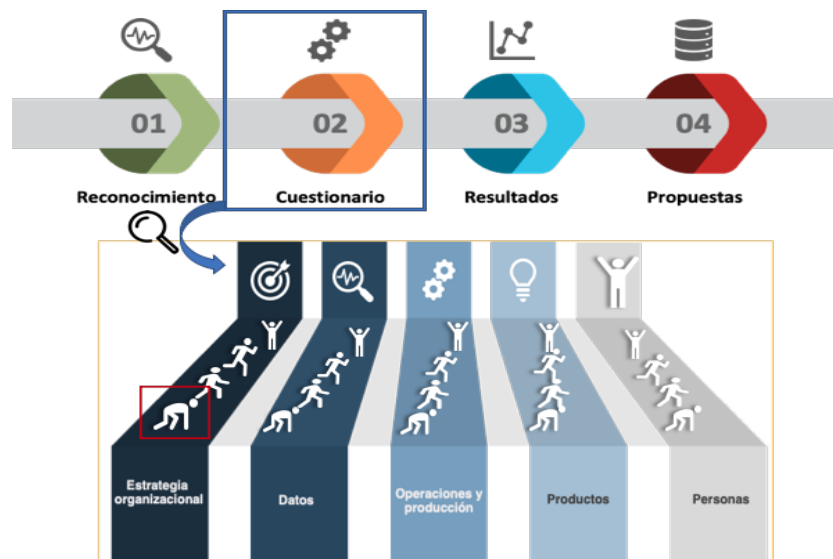 01
02
03
04
Reconocimiento
Cuestionario
Resultados
Propuestas
Estrategia
organizacional
Datos
Operaciones y
producción
Productos
Personas